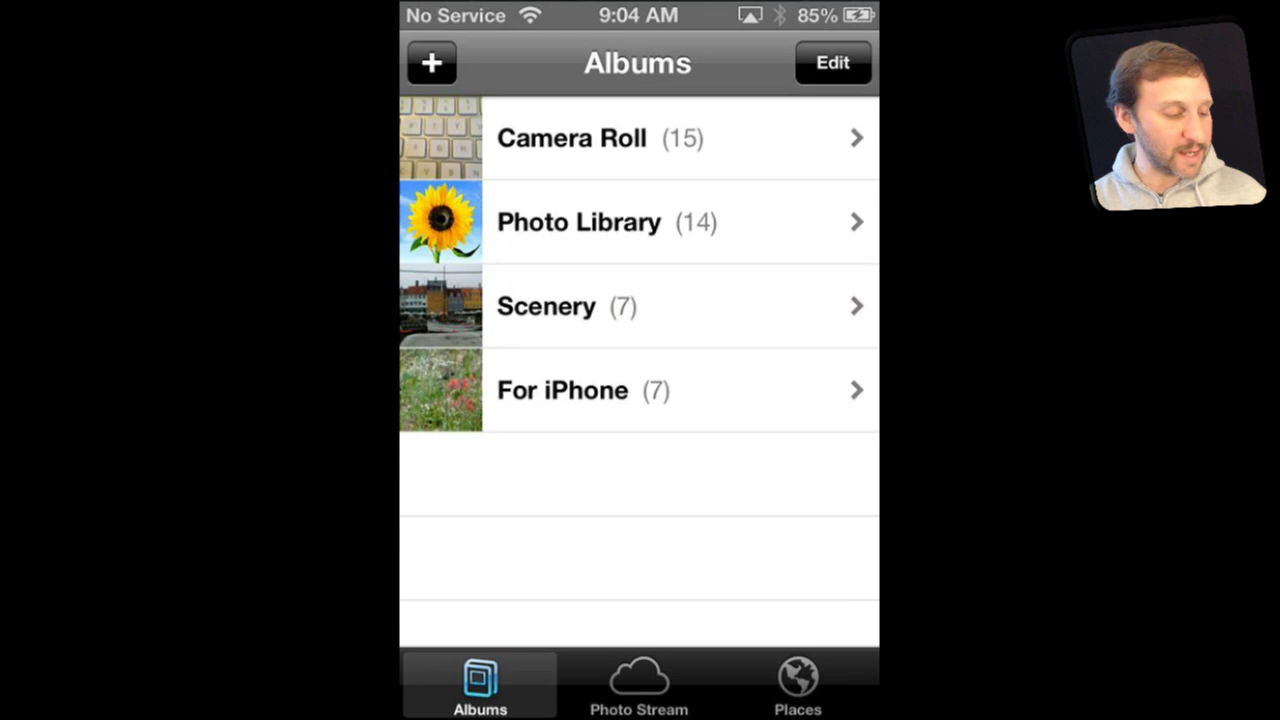 No Service 9:04 AM 85%
+ Albums Edit
Camera Roll (15)
Photo Library (14)
Scenery (7)
For iPhone (7)
Albums Photo Stream Places